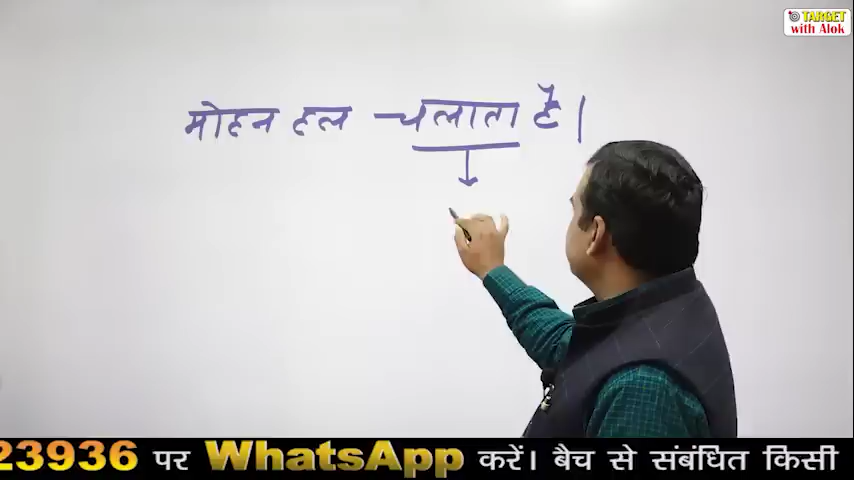 TARGET
with Alok
मोहन हल चलाता है।
23936 पर WhatsApp करें। बैच से संबंधित किसी